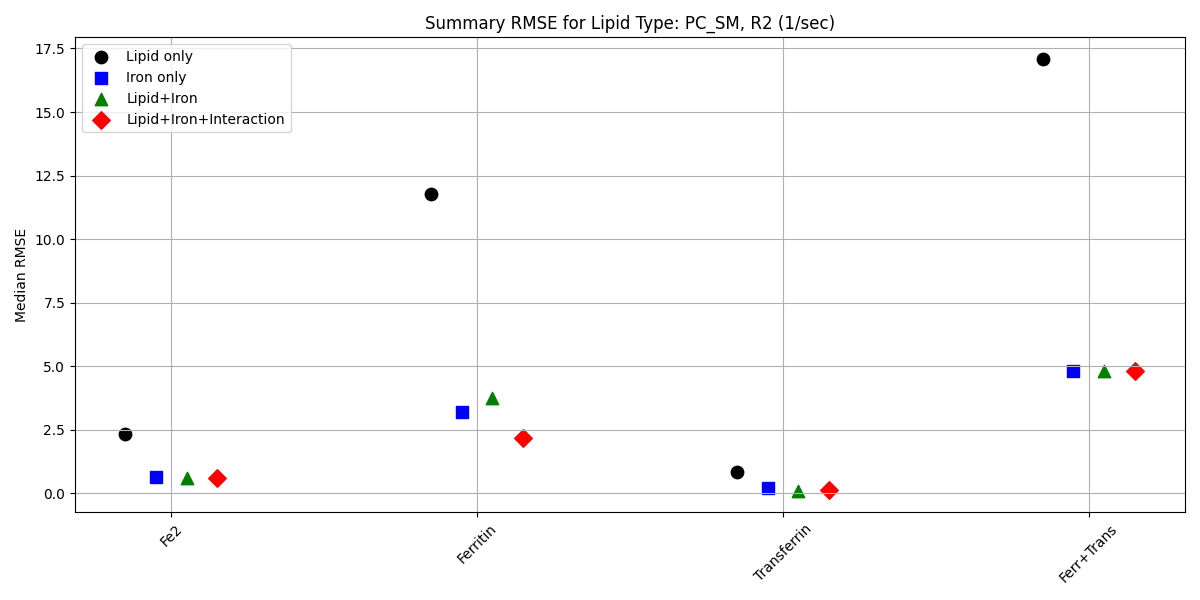 Summary RMSE for Lipid Type: PC_SM, R2 (1/sec)
Lipid only
Iron only
Lipid+Iron
Lipid+Iron+Interaction
Median RMSE
17.5
15.0
12.5
10.0
7.5
5.0
2.5
0.0
Fe2
Ferritin
Transferrin
Ferr+Trans